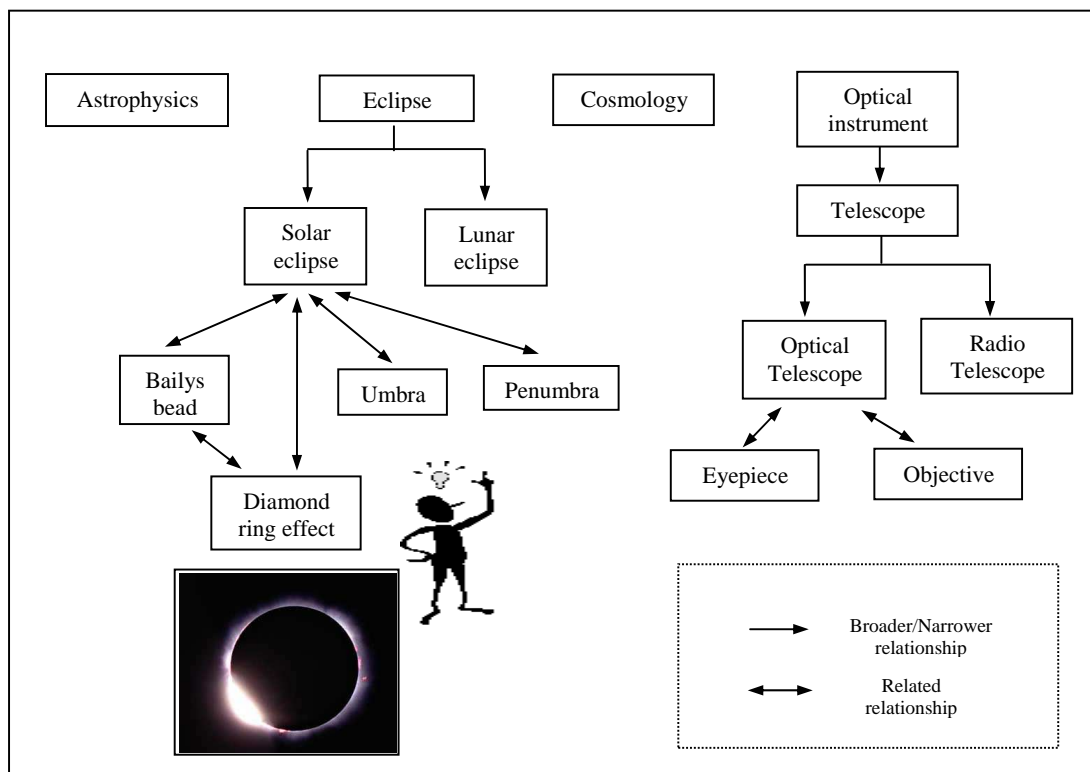 Astrophysics
Eclipse
Cosmology
Optical
instrument
Telescope
Solar
eclipse
Lunar
eclipse
Optical
Telescope
Radio
Telescope
Bailys
bead
Umbra
Penumbra
Eyepiece
Objective
Diamond
ring effect
Broader/Narrower
relationship
Related
relationship